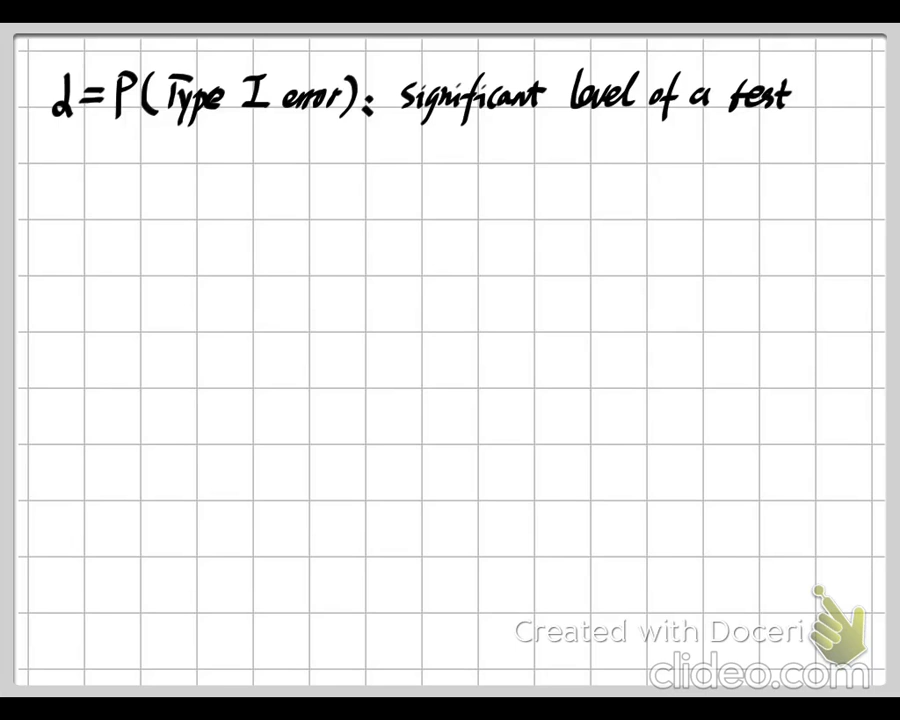 α = P(Type I error): significant level of a test
Created with Doceri
clideo.com